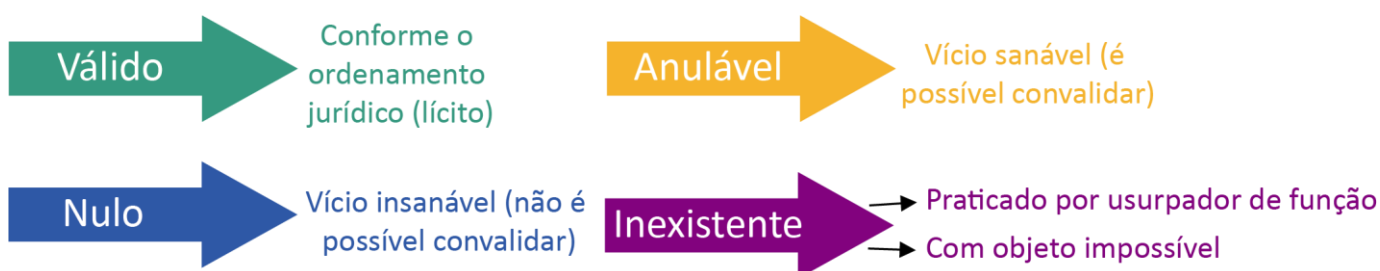 Válido
Conforme o
ordenamento
jurídico (lícito)
Anulável
Vício sanável (é
possível convalidar)
Nulo
Vício insanável (não é
possível convalidar)
Inexistente
Praticado por usurpador de função
Com objeto impossível